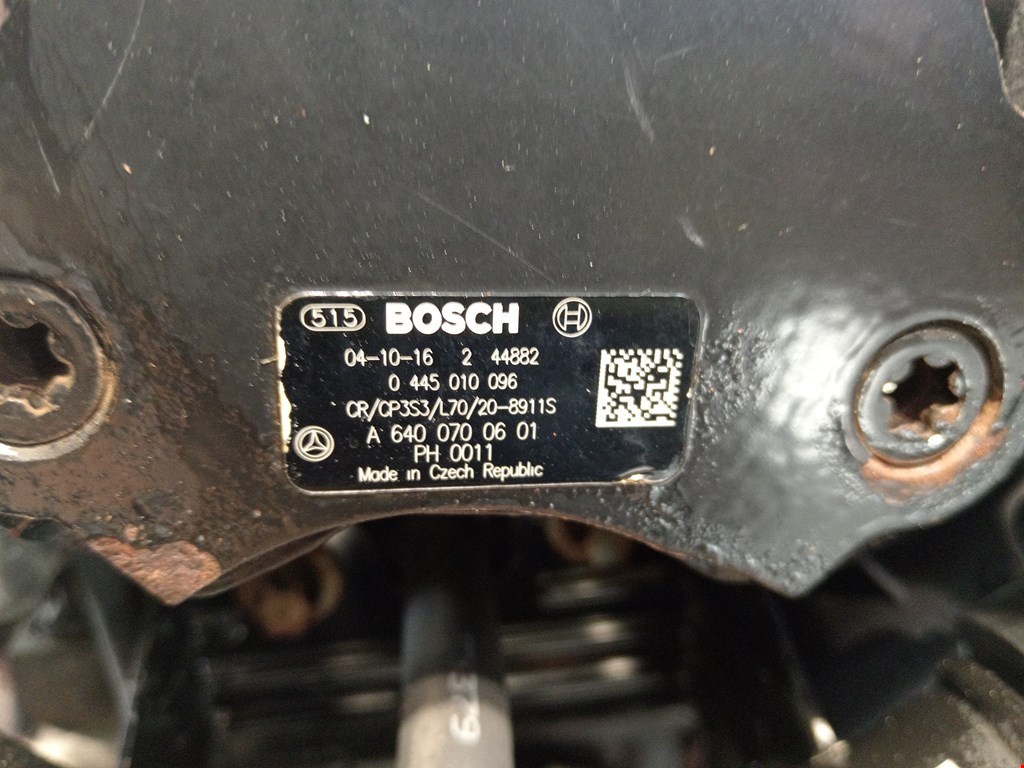 515 BOSCH
04-10-16 2 44882
0 445 010 096
CR/CP3S3/L70/20-8911S
A 640 070 06 01
PH 0011
Made in Czech Republic